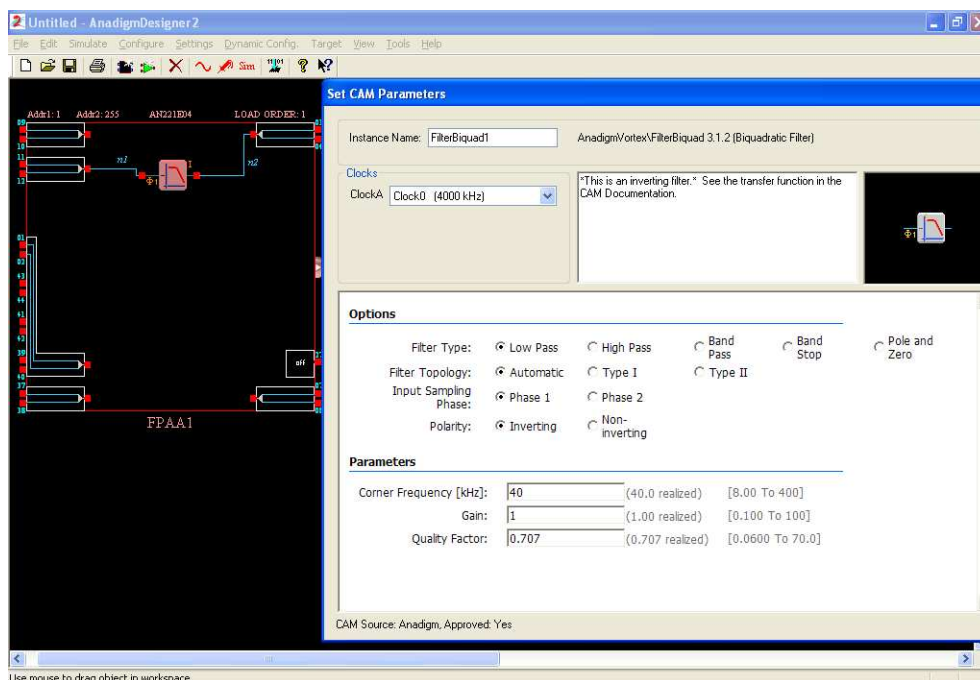 Untitled - AnadigmDesigner2
File Edit Simulate Configure Settings Dynamic Config. Target View Tools Help
Sim
Set CAM Parameters
Addr1: 1 Addr2: 255 AN221E04 LOAD ORDER: 1
Instance Name: FilterBiquad1 AnadigmVortex\FilterBiquad 3.1.2 (Biquadratic Filter)
n1 n2
Φ1
Clocks
ClockA Clock0 (4000 kHz)
*This is an inverting filter.* See the transfer function in the
CAM Documentation.
Φ1
Options
Filter Type: Low Pass High Pass Band Pass Band Stop Pole and Zero
Filter Topology: Automatic Type I Type II
Input Sampling Phase: Phase 1 Phase 2
Polarity: Inverting Non-inverting
off
FPAA1
Parameters
Corner Frequency [kHz]: 40 (40.0 realized) [8.00 To 400]
Gain: 1 (1.00 realized) [0.100 To 100]
Quality Factor: 0.707 (0.707 realized) [0.0600 To 70.0]
CAM Source: Anadigm, Approved: Yes
Use mouse to drag object in workspace